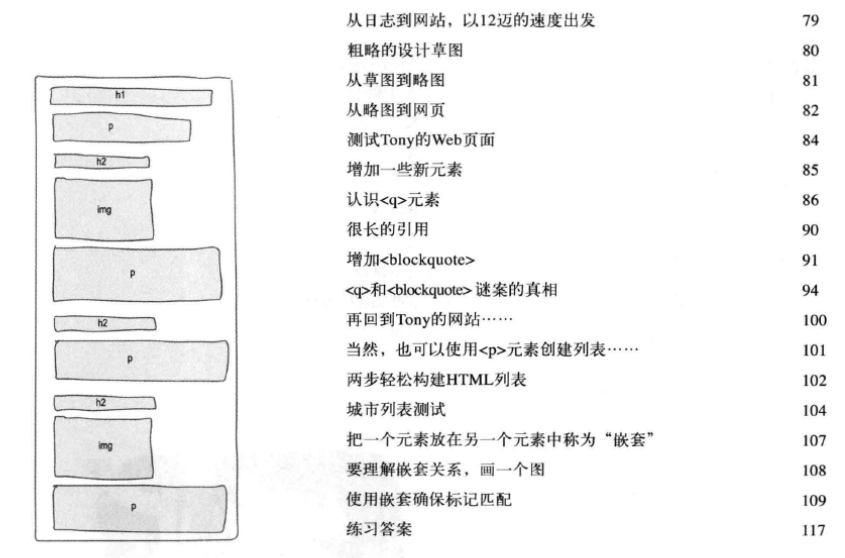 h1
p
h2
img
p
h2
p
h2
img
p
从日志到网站，以12迈的速度出发 79
粗略的设计草图 80
从草图到略图 81
从略图到网页 82
测试Tony的Web页面 84
增加一些新元素 85
认识<q>元素 86
很长的引用 90
增加<blockquote> 91
<q>和<blockquote> 谜案的真相 94
再回到Tony的网站…… 100
当然，也可以使用<p>元素创建列表…… 101
两步轻松构建HTML列表 102
城市列表测试 104
把一个元素放在另一个元素中称为“嵌套” 107
要理解嵌套关系，画一个图 108
使用嵌套确保标记匹配 109
练习答案 117